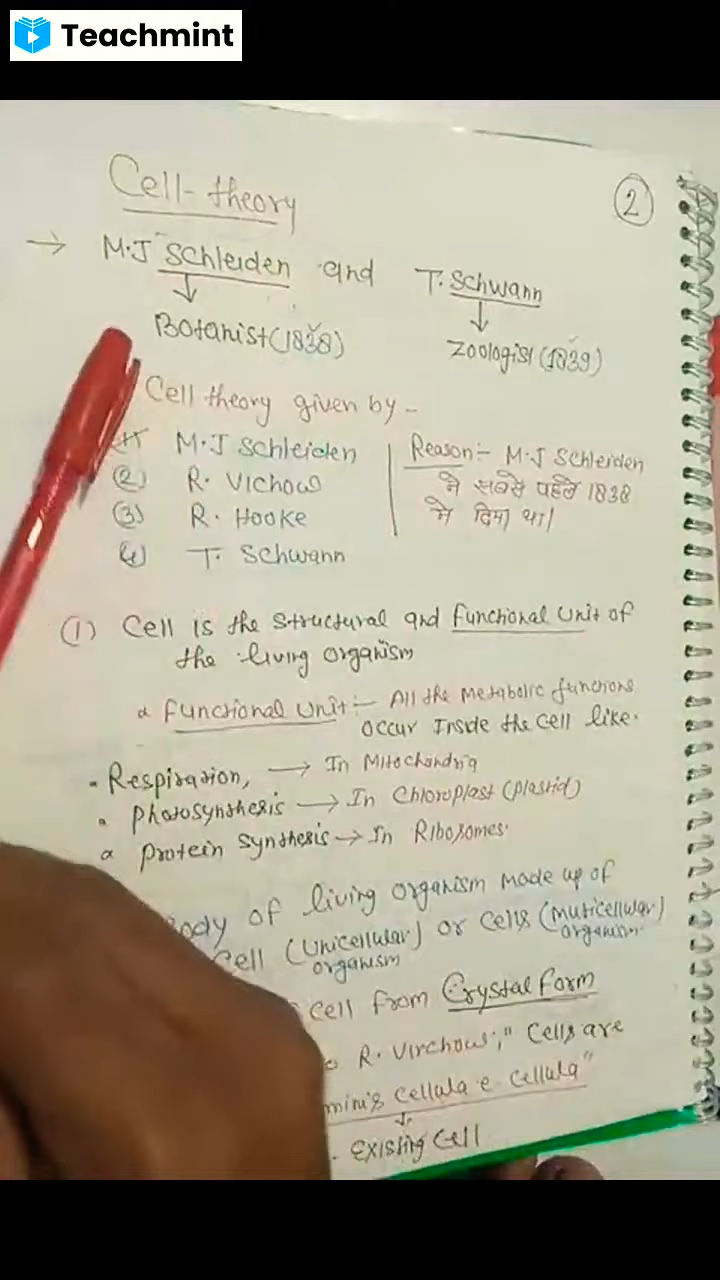 Teachmint
Cell-theory
2
→ M.J Schleiden and T. Schwann
Botanist (1838)
Zoologist (1839)
Cell theory given by -
(1) M.J Schleiden
(2) R. Vichow
(3) R. Hooke
(4) T. Schwann
Reason:- M.J Schleiden
ने सबसे पहले 1838
मे दिया था।
(1) Cell is the structural and functional unit of
the living organism
functional unit:- All the Metabolic functions
occur inside the cell like.
Respiration, → In Mitochondria
Photosynthesis → In Chloroplast (plastid)
Protein synthesis → In Ribosomes.
of living organism made up of
Cell (Unicellular) or cells (Muticellular)
organism organism
cell from Crystal form
R. Virchow," Cells are
cellula e cellula"
Existing Cell